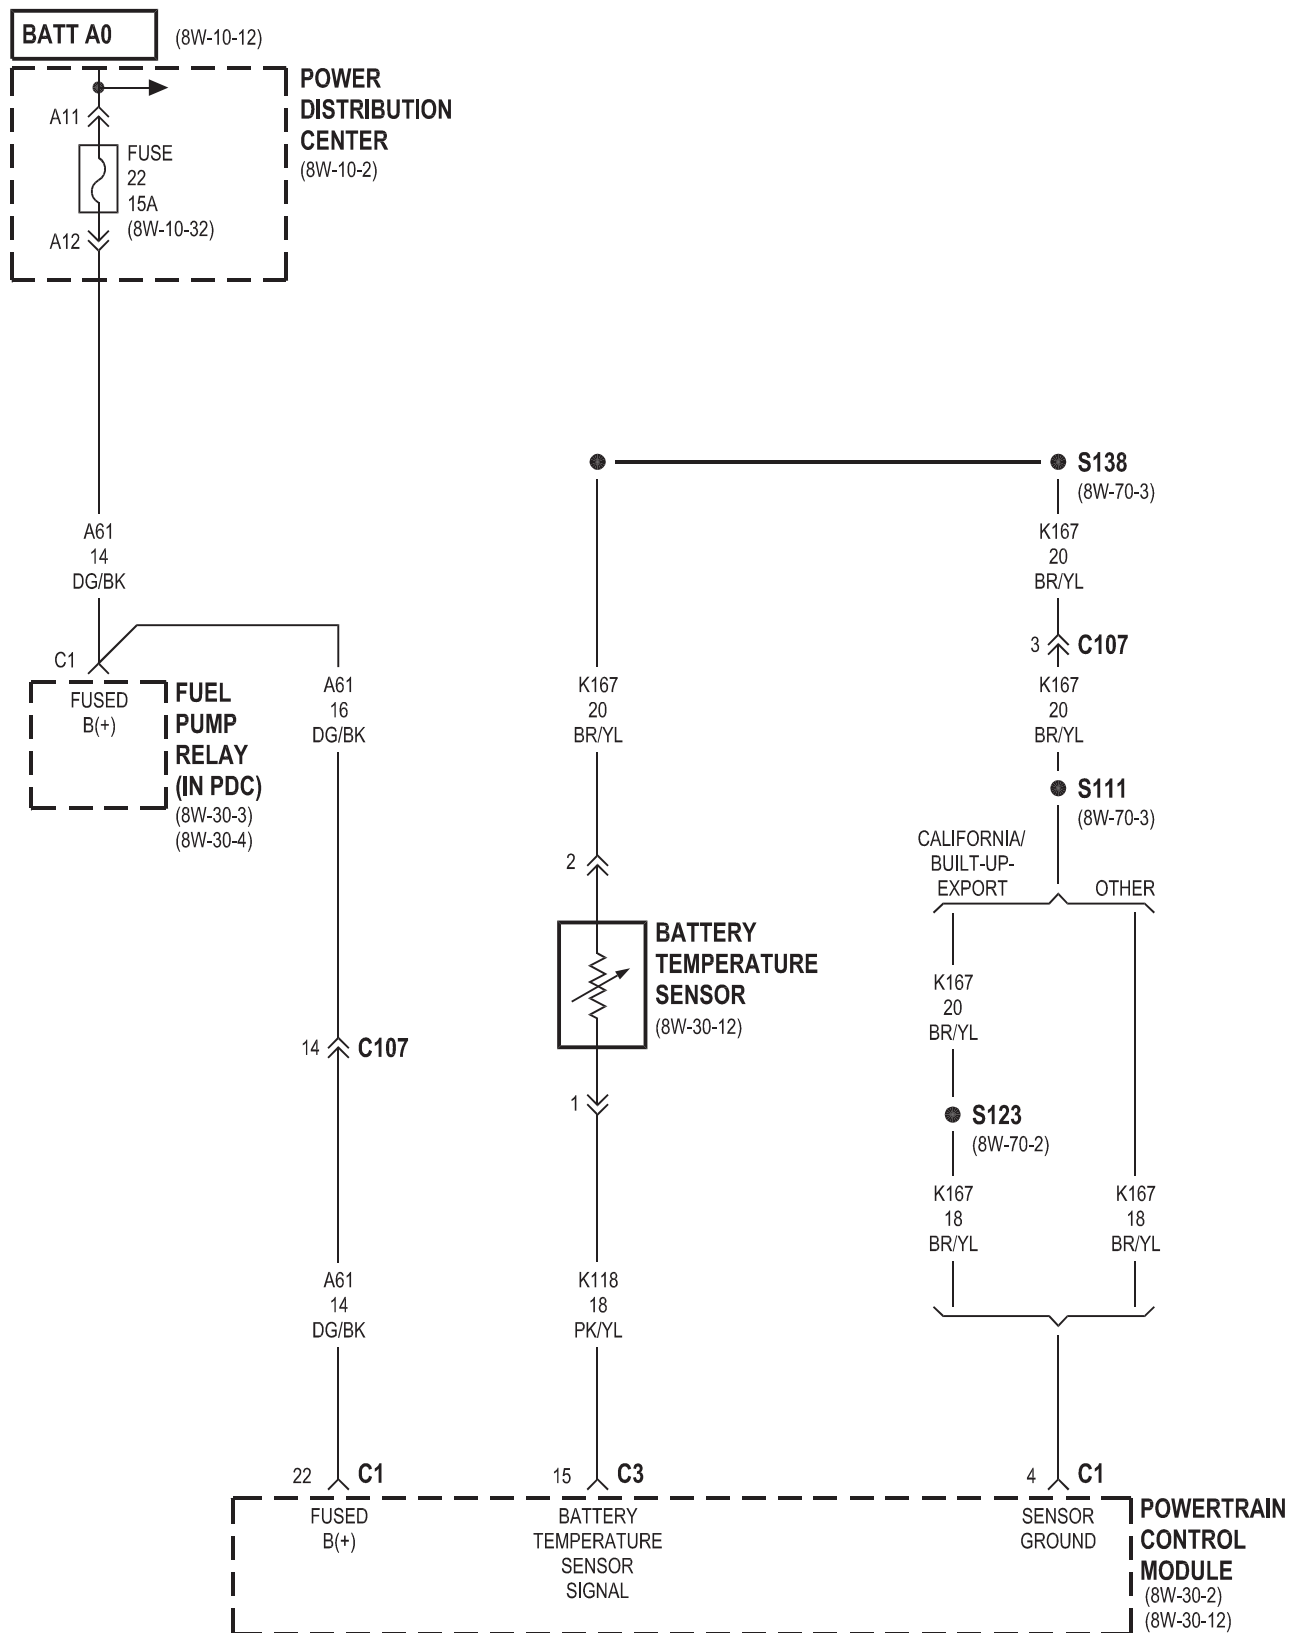 BATT A0
(8W-10-12)
POWER
DISTRIBUTION
CENTER
(8W-10-2)
A11
FUSE
22
15A
(8W-10-32)
A12
A61
14
DG/BK
C1
FUSED
B(+)
FUEL
PUMP
RELAY
(IN PDC)
(8W-30-3)
(8W-30-4)
A61
16
DG/BK
14
C107
A61
14
DG/BK
22
C1
FUSED
B(+)
K167
20
BR/YL
2
BATTERY
TEMPERATURE
SENSOR
(8W-30-12)
1
K118
18
PK/YL
15
C3
BATTERY
TEMPERATURE
SENSOR
SIGNAL
S138
(8W-70-3)
K167
20
BR/YL
3
C107
K167
20
BR/YL
S111
(8W-70-3)
CALIFORNIA/
BUILT-UP-
EXPORT
OTHER
K167
20
BR/YL
S123
(8W-70-2)
K167
18
BR/YL
K167
18
BR/YL
4
C1
SENSOR
GROUND
POWERTRAIN
CONTROL
MODULE
(8W-30-2)
(8W-30-12)